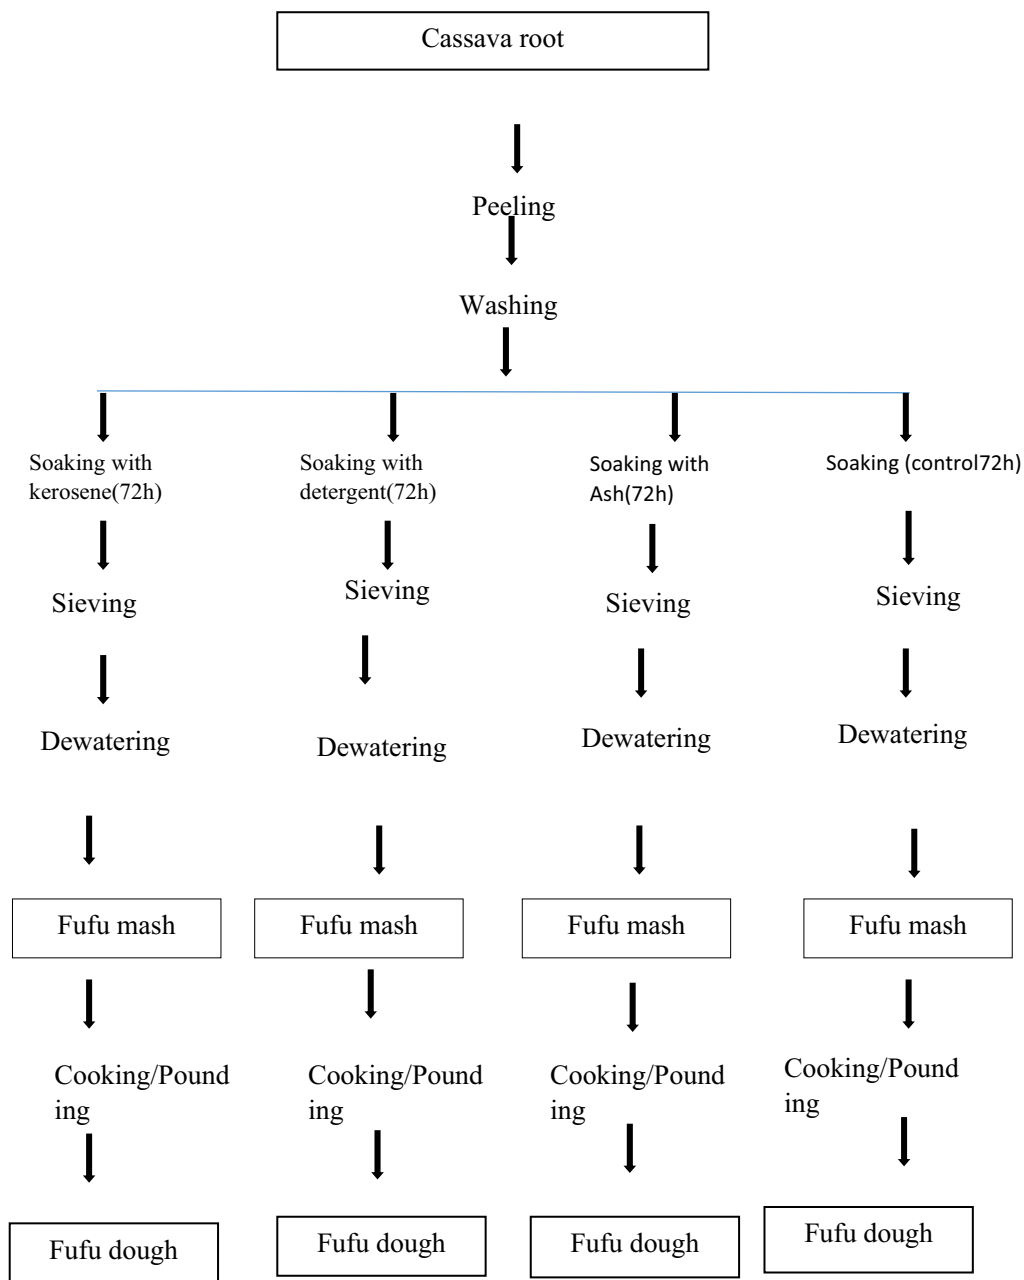 Cassava root
Peeling
Washing
Soaking with
kerosene(72h)
Soaking with
detergent(72h)
Soaking with
Ash(72h)
Soaking (control72h)
Sieving
Sieving
Sieving
Sieving
Dewatering
Dewatering
Dewatering
Dewatering
Fufu mash
Fufu mash
Fufu mash
Fufu mash
Cooking/Pound
ing
Cooking/Pound
ing
Cooking/Pound
ing
Cooking/Pound
ing
Fufu dough
Fufu dough
Fufu dough
Fufu dough